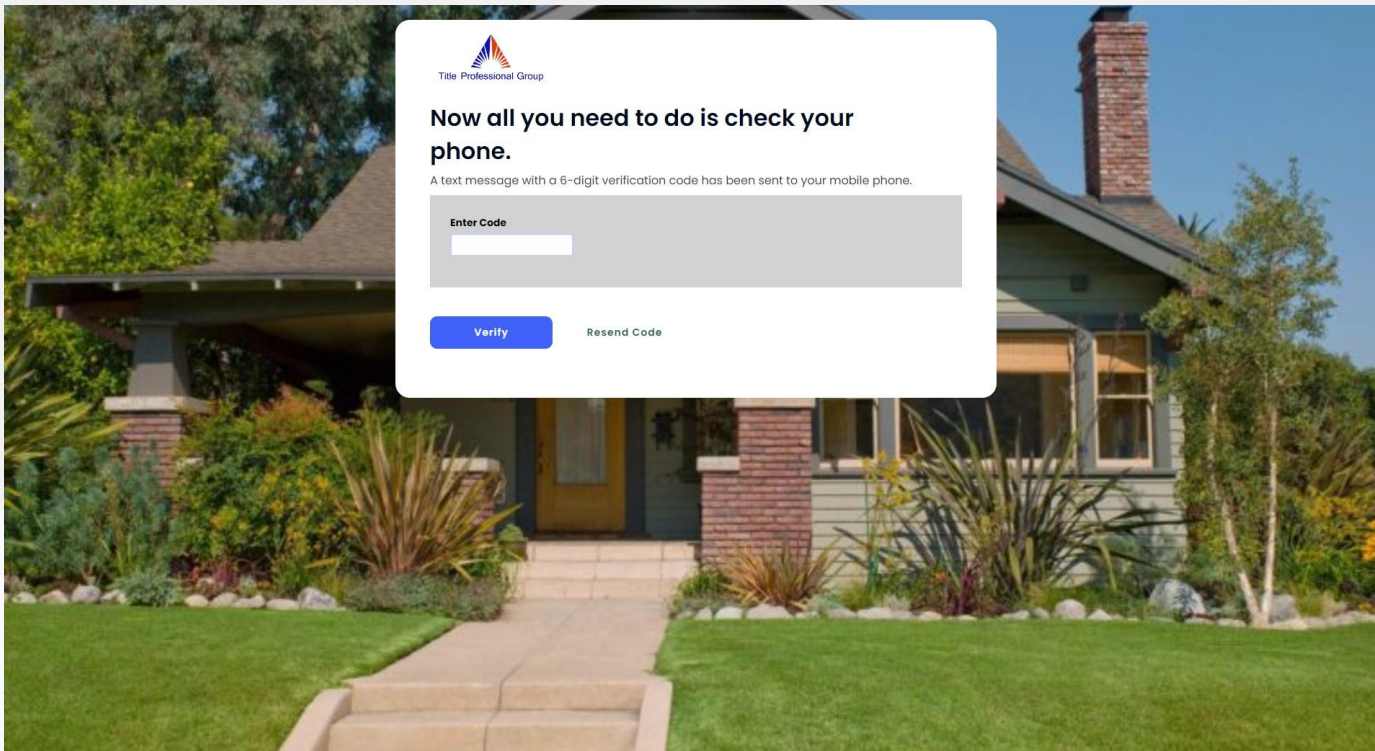 Title Professional Group
Now all you need to do is check your
phone.
A text message with a 6-digit verification code has been sent to your mobile phone.
Enter Code
Verify
Resend Code